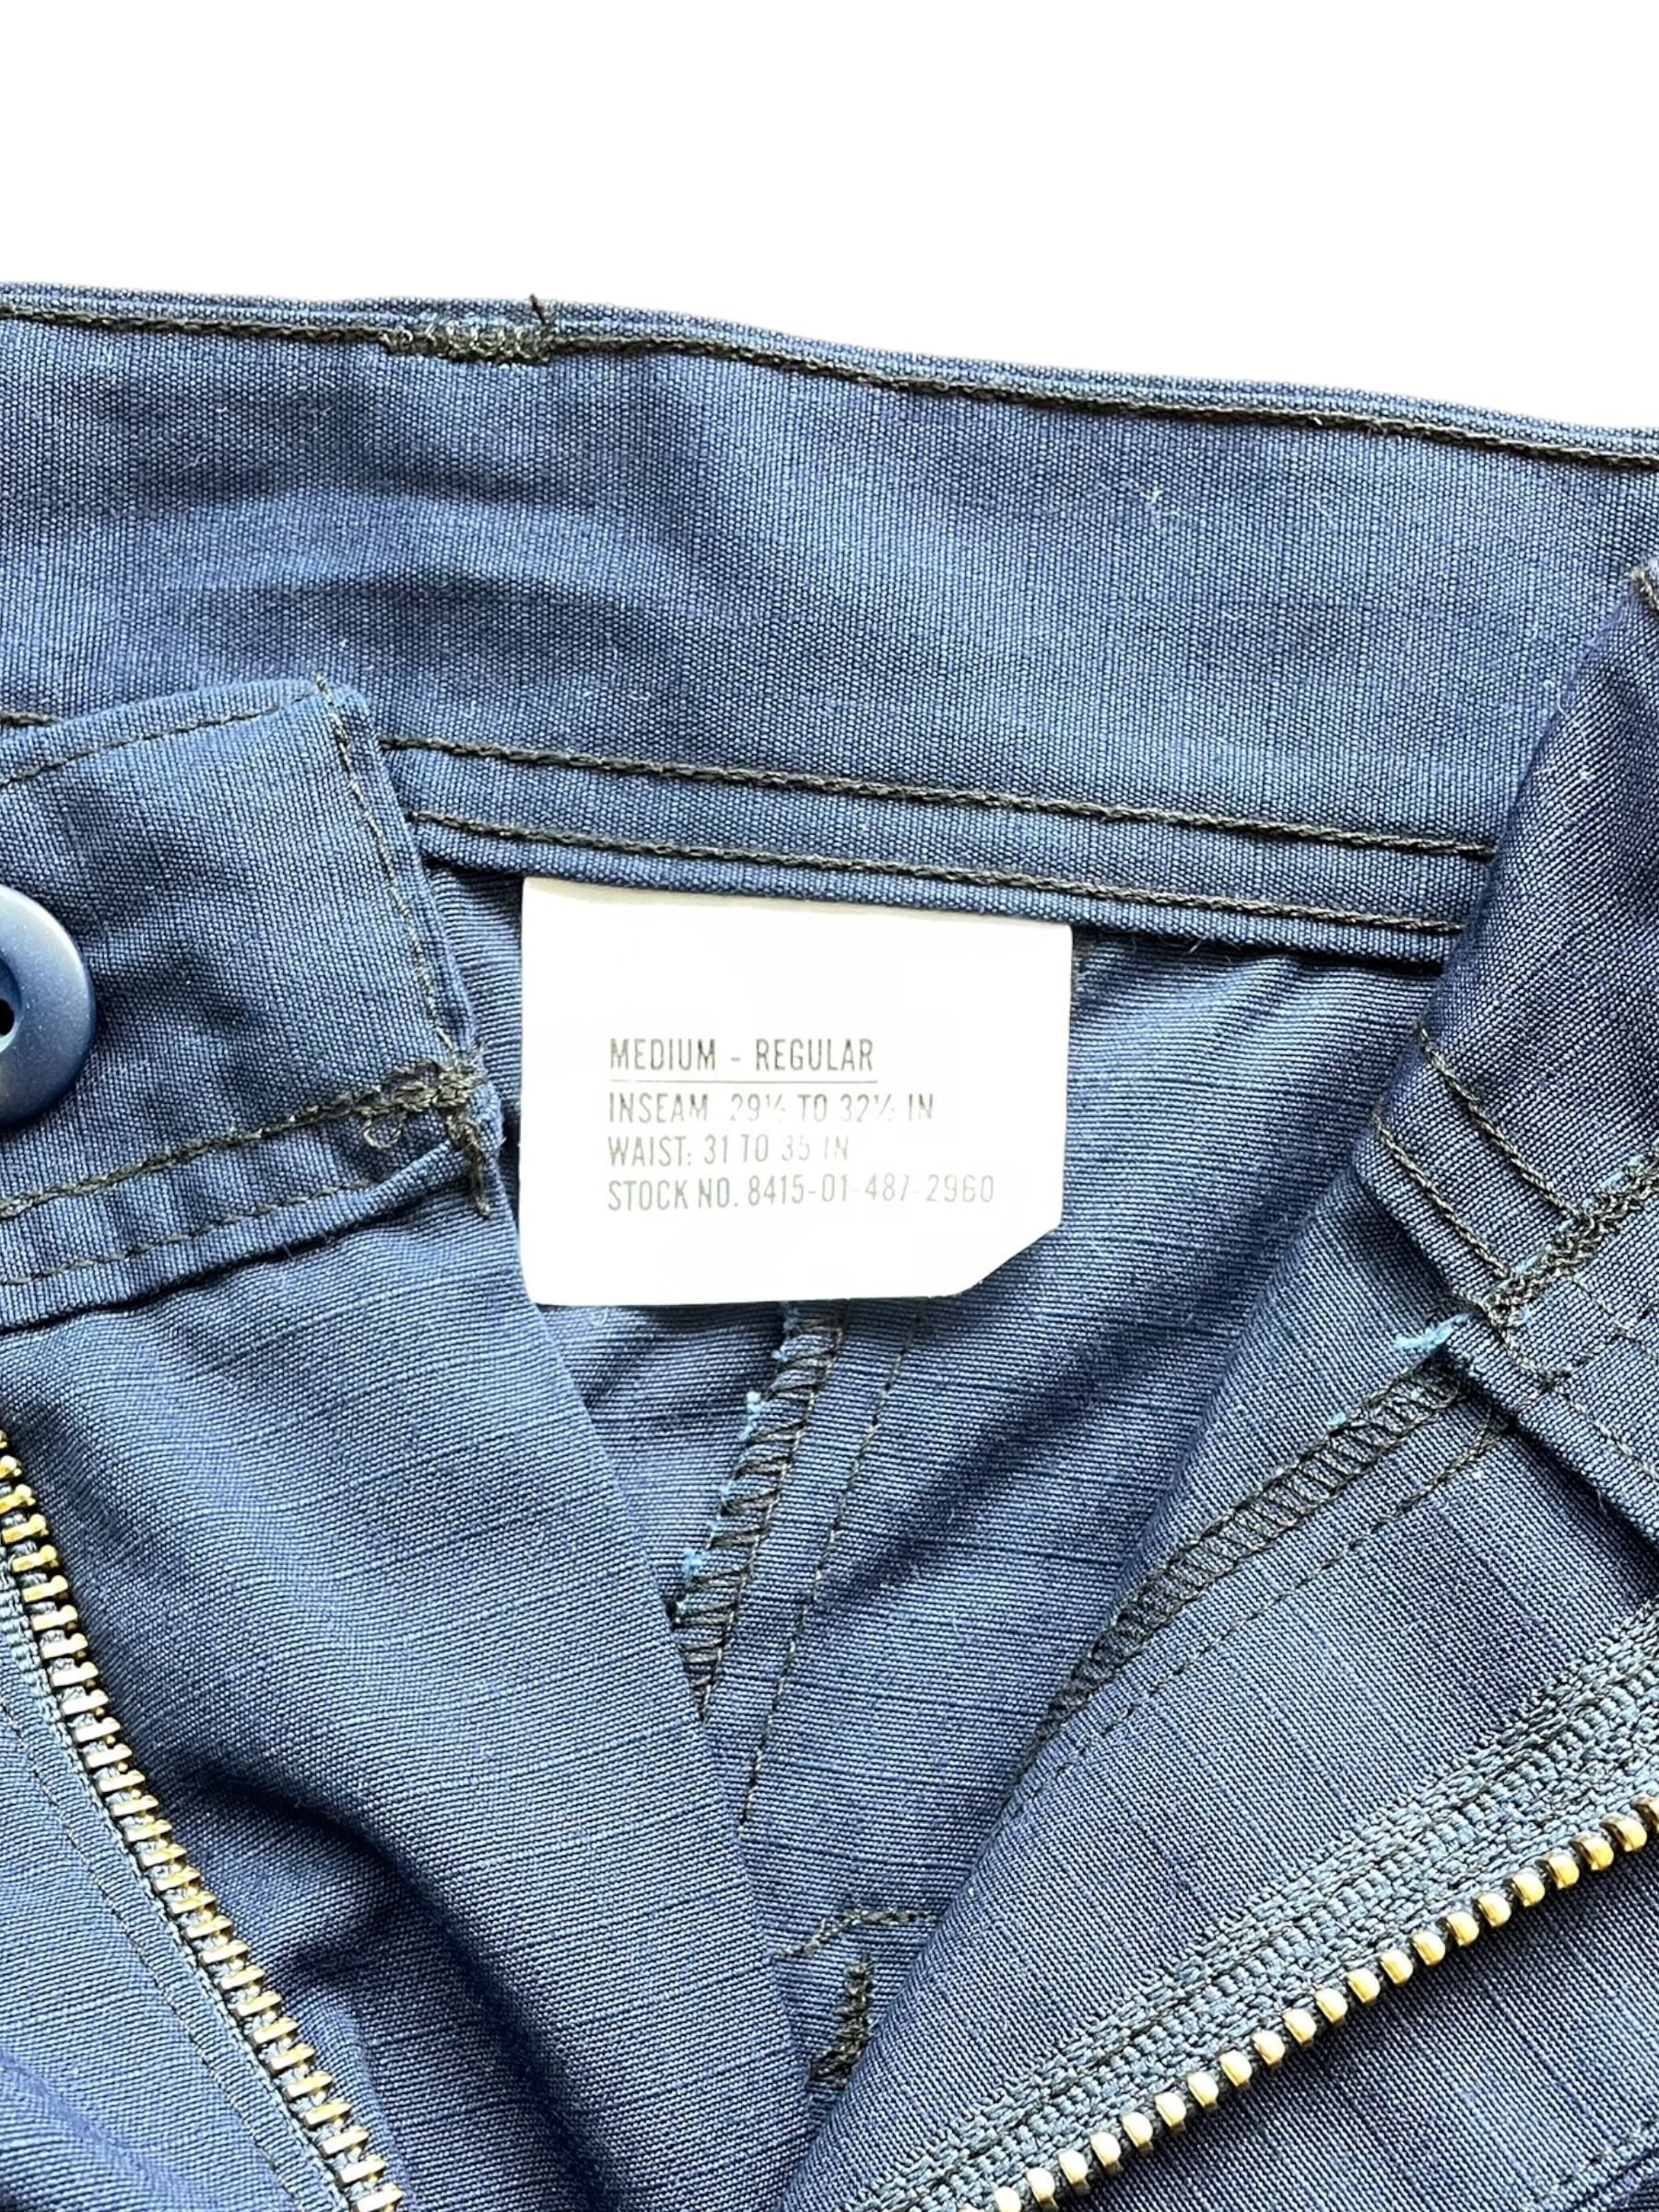 MEDIUM - REGULAR
INSEAM 29½ TO 32½ IN
WAIST: 31 TO 35 IN
STOCK NO. 8415-01-487-2960